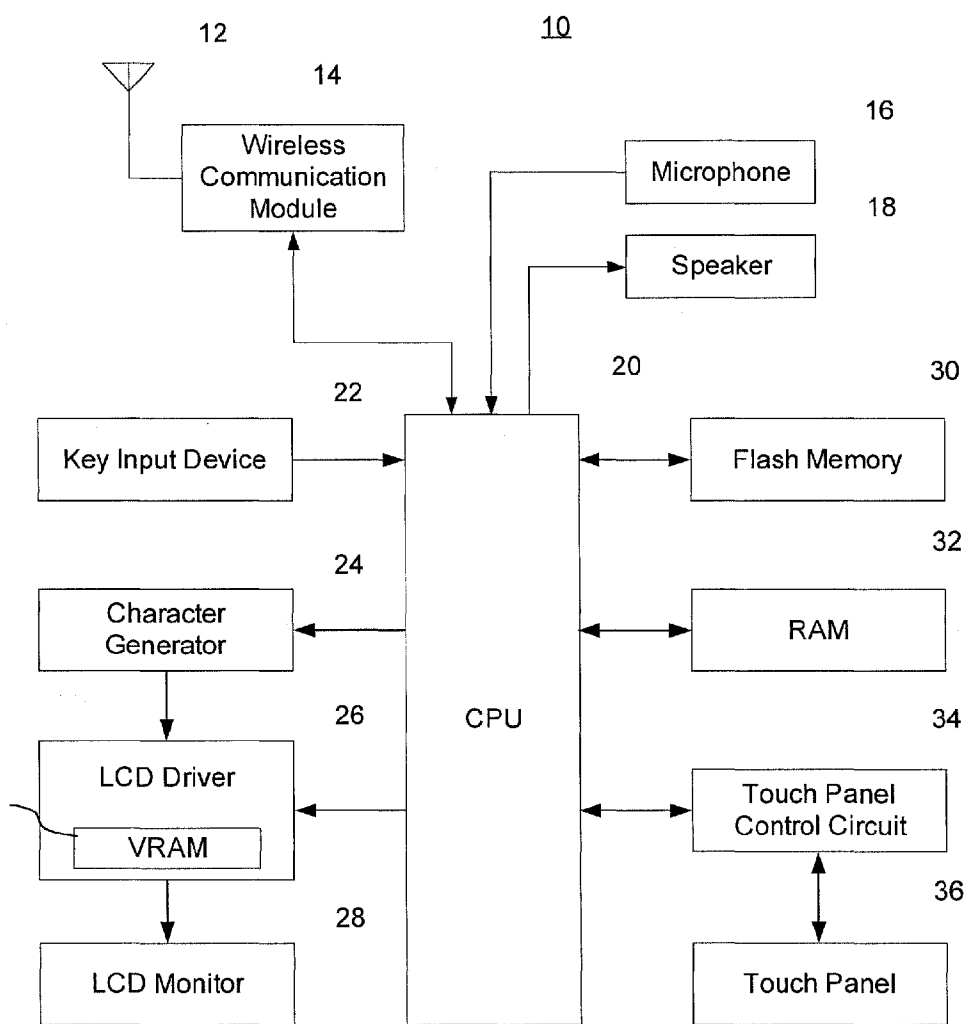 12
10
14
16
Wireless
Communication
Module
Microphone
18
Speaker
22
20
30
Key Input Device
Flash Memory
24
32
Character
Generator
RAM
CPU
26
34
LCD Driver
VRAM
Touch Panel
Control Circuit
28
36
LCD Monitor
Touch Panel